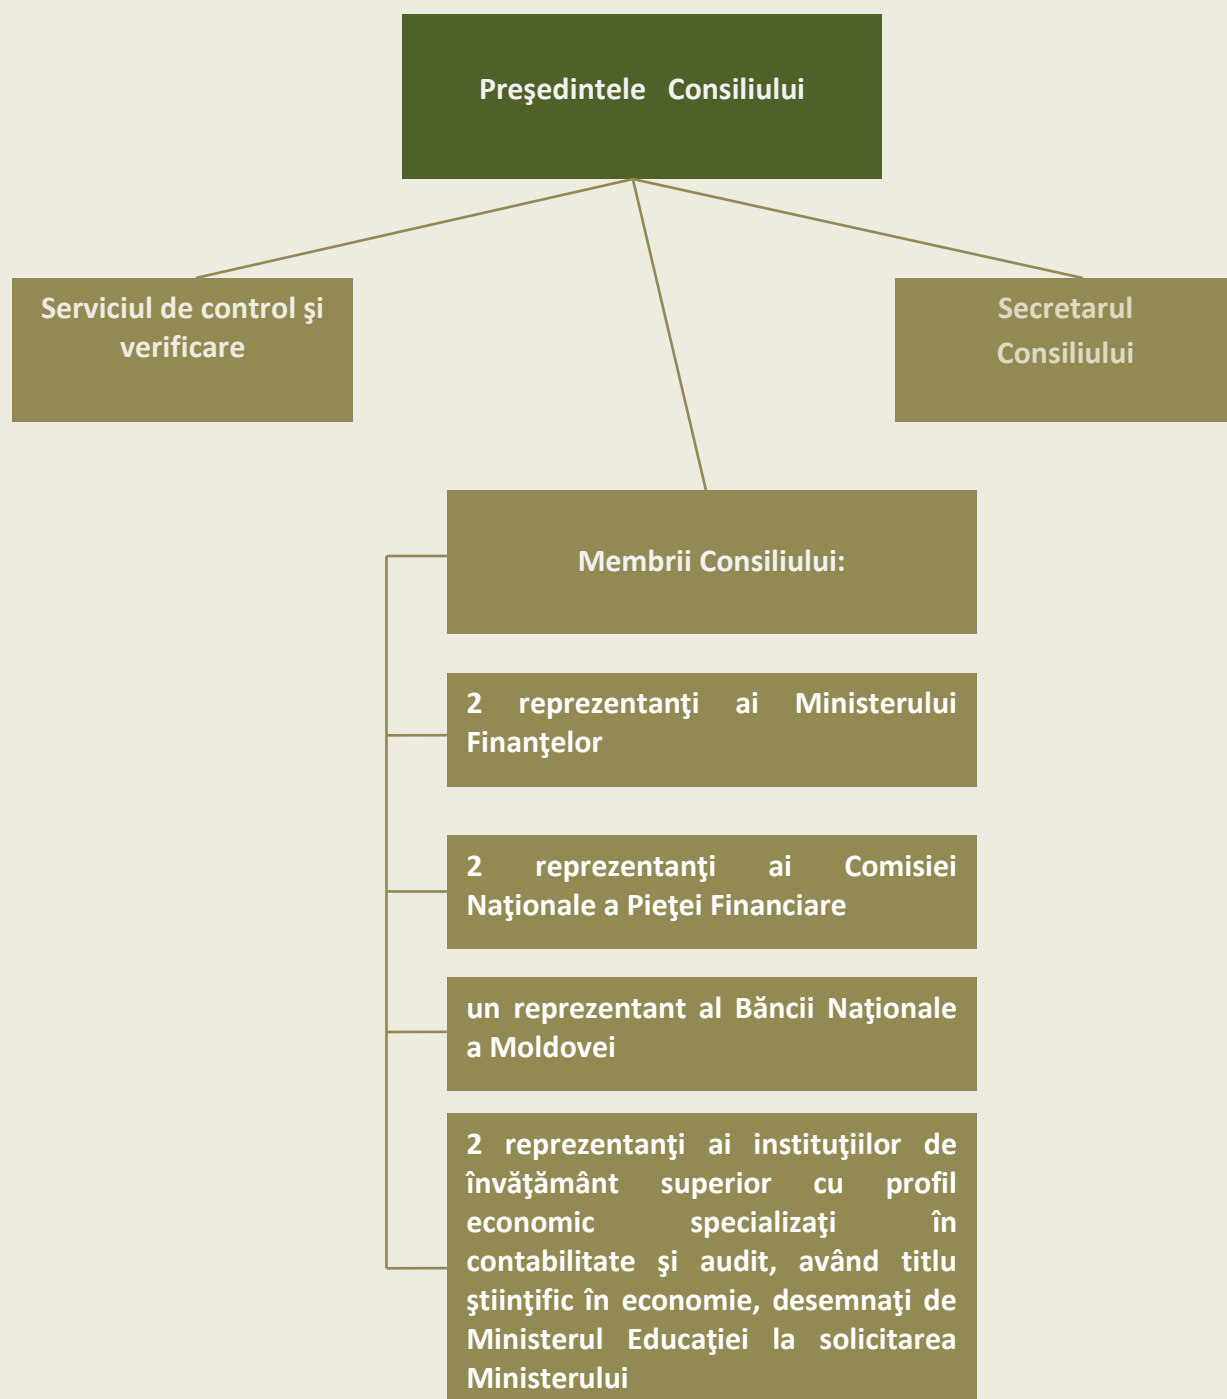 Preşedintele Consiliului
Serviciul de control şi
verificare
Secretarul
Consiliului
Membrii Consiliului:
2 reprezentanţi ai Ministerului
Finanţelor
2 reprezentanţi ai Comisiei
Naţionale a Pieţei Financiare
un reprezentant al Băncii Naţionale
a Moldovei
2 reprezentanţi ai instituţiilor de
învăţământ superior cu profil
economic specializaţi în
contabilitate şi audit, având titlu
ştiinţific în economie, desemnaţi de
Ministerul Educaţiei la solicitarea
Ministerului